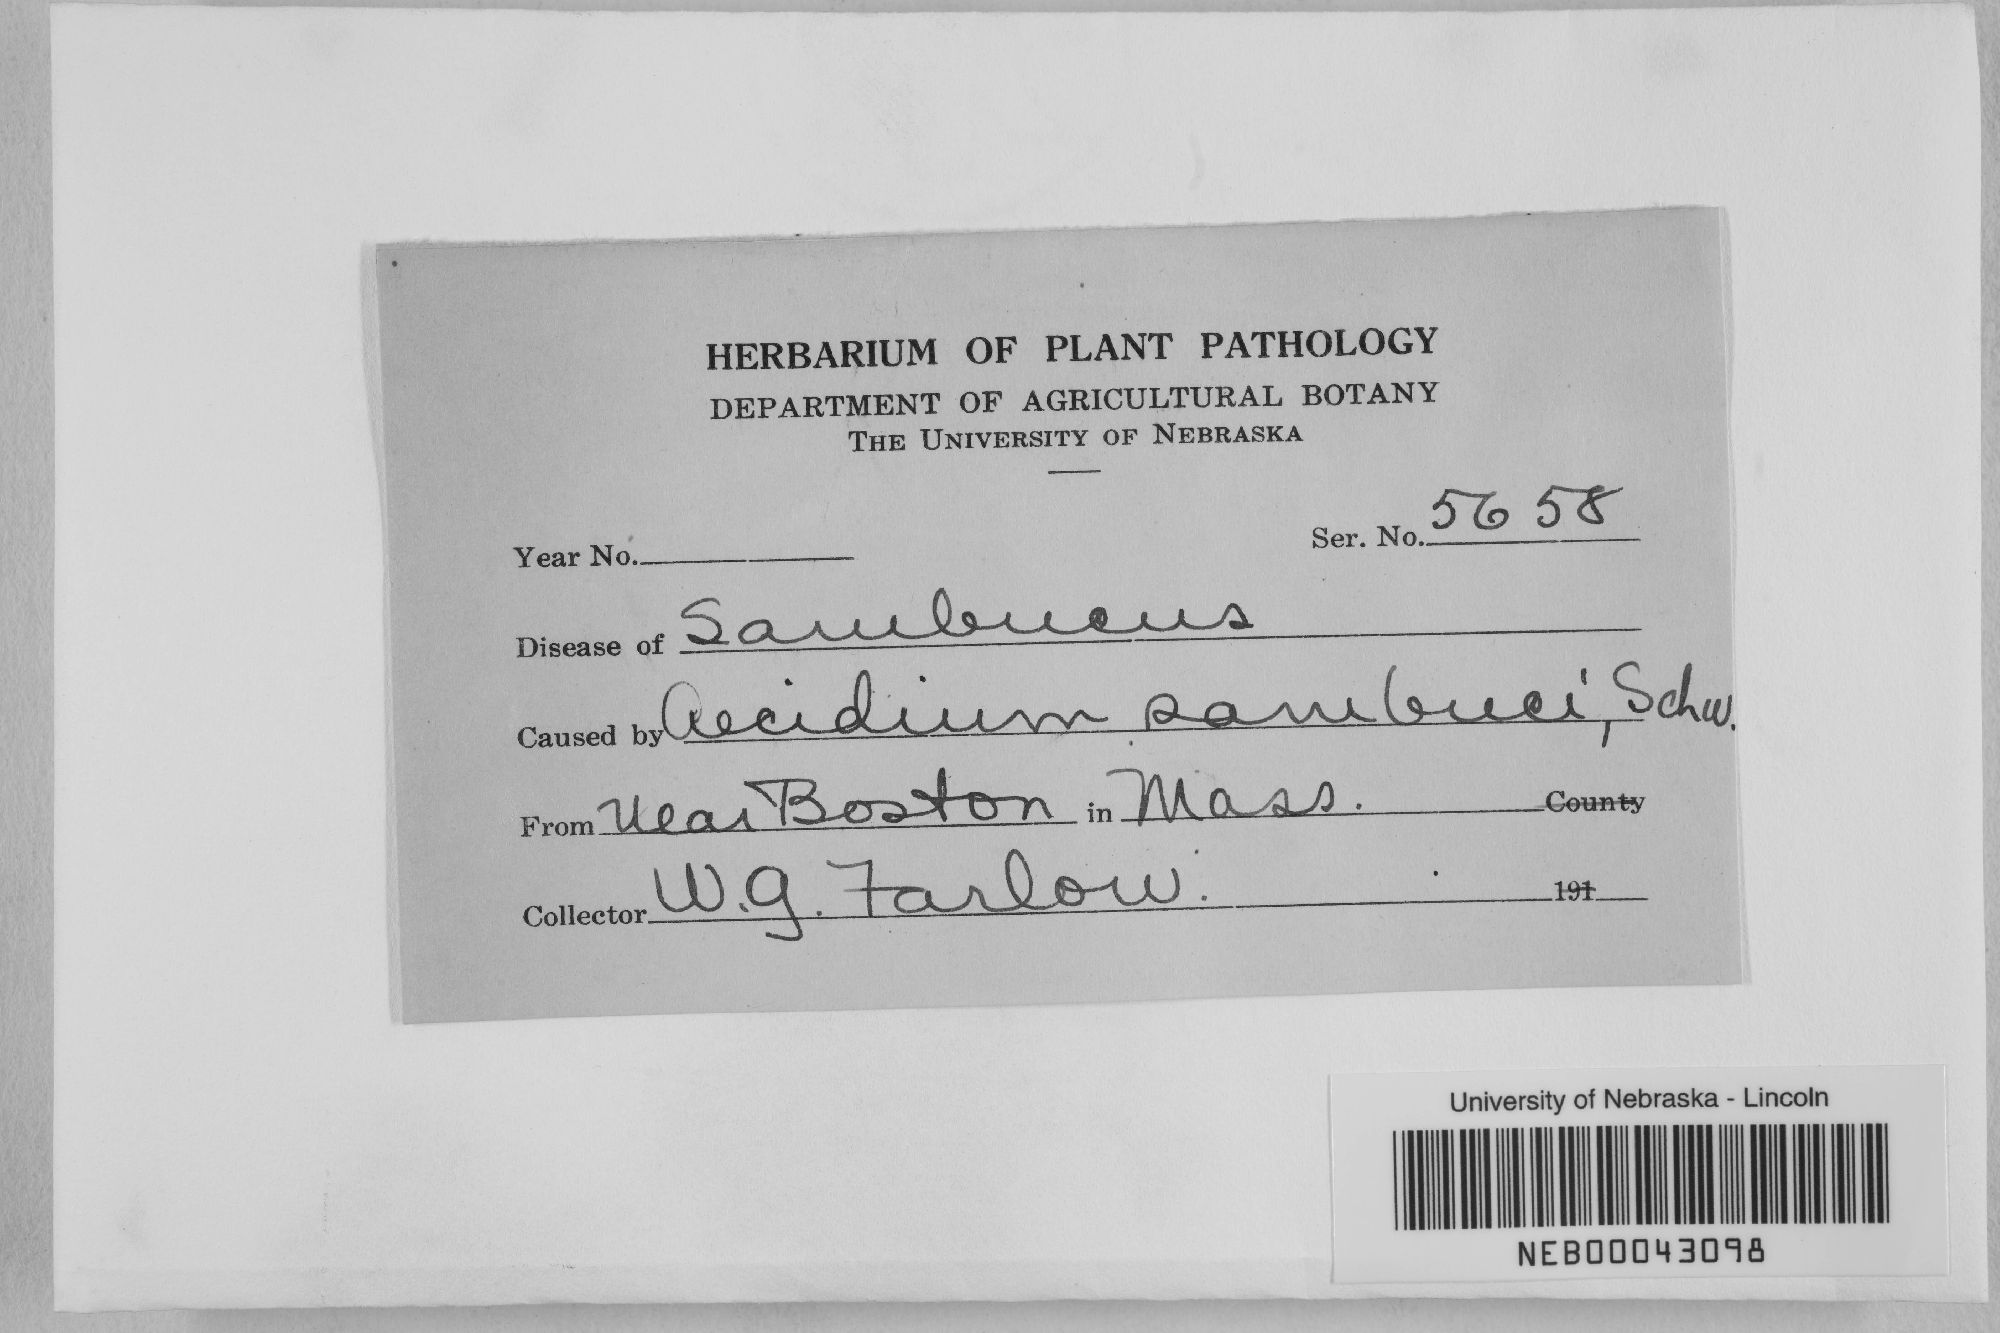 HERBARIUM OF PLANT PATHOLOGY
DEPARTMENT OF AGRICULTURAL BOTANY
THE UNIVERSITY OF NEBRASKA
Year No. Ser. No. 5658
Disease of Sambucus
Caused by Aecidium sambuci, Schw.
From near Boston in Mass. County
Collector W.G. Farlow. 191
University of Nebraska - Lincoln
NEB00043098